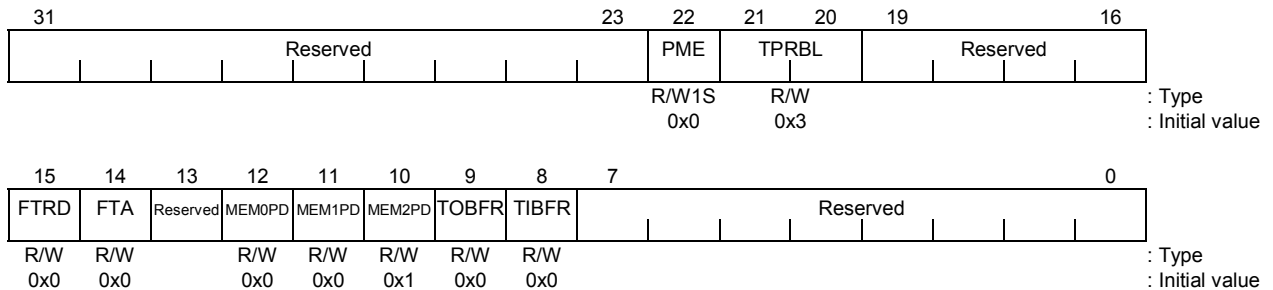 31 23 22 21 20 19 16
Reserved PME TPRBL Reserved
R/W1S R/W : Type
0x0 0x3 : Initial value
15 14 13 12 11 10 9 8 7 0
FTRD FTA Reserved MEM0PD MEM1PD MEM2PD TOBFR TIBFR Reserved
R/W R/W R/W R/W R/W R/W R/W : Type
0x0 0x0 0x0 0x0 0x1 0x0 0x0 : Initial value